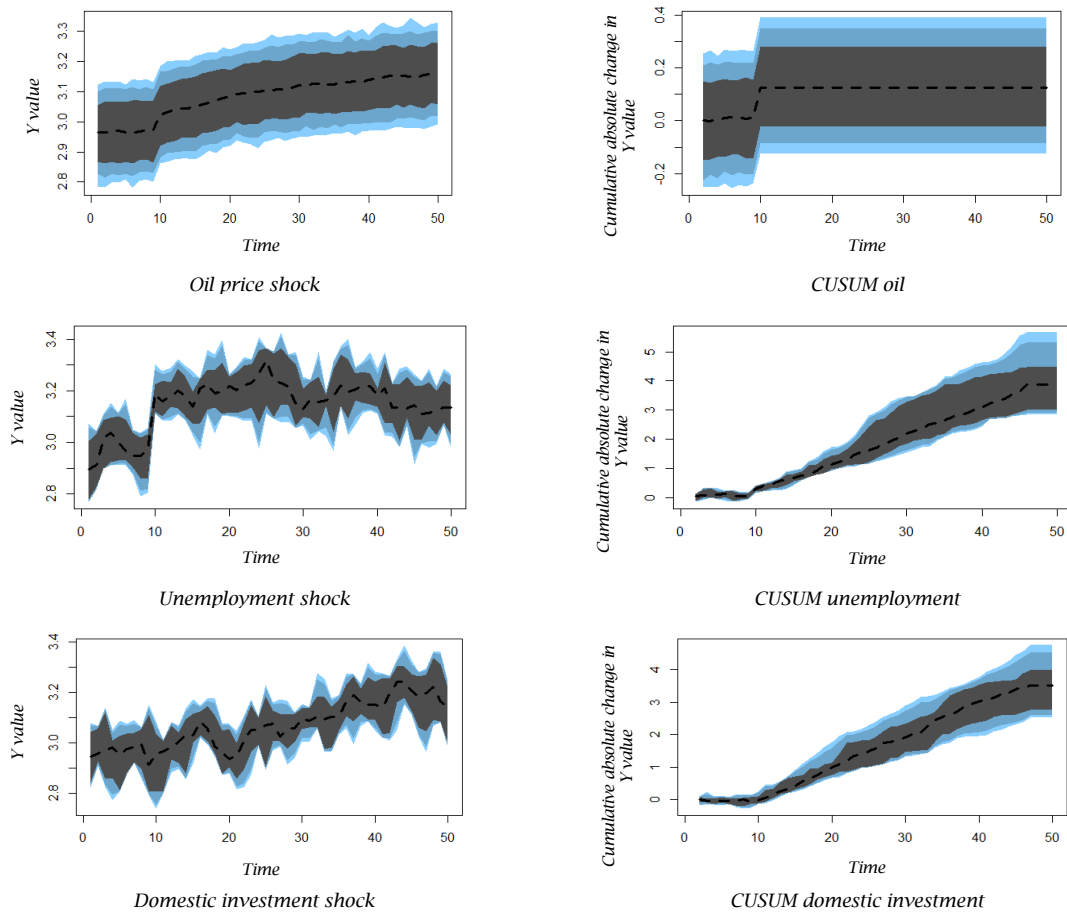 Y value
3.3
3.2
3.1
3.0
2.9
2.8
0 10 20 30 40 50
Time
Oil price shock
Cumulative absolute change in
Y value
0.4
0.2
0.0
-0.2
0 10 20 30 40 50
Time
CUSUM oil
Y value
3.4
3.2
3.0
2.8
0 10 20 30 40 50
Time
Unemployment shock
Cumulative absolute change in
Y value
5
4
3
2
1
0
0 10 20 30 40 50
Time
CUSUM unemployment
Y value
3.4
3.2
3.0
2.8
0 10 20 30 40 50
Time
Domestic investment shock
Cumulative absolute change in
Y value
4
3
2
1
0
0 10 20 30 40 50
Time
CUSUM domestic investment